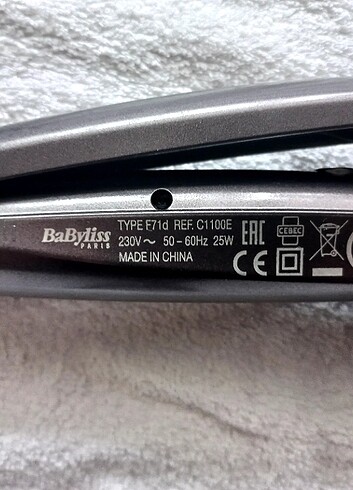 BaByliss
PARIS
TYPE F71d REF. C1100E
230V ~ 50-60Hz 25W
MADE IN CHINA
EAC
CEBEC
CE